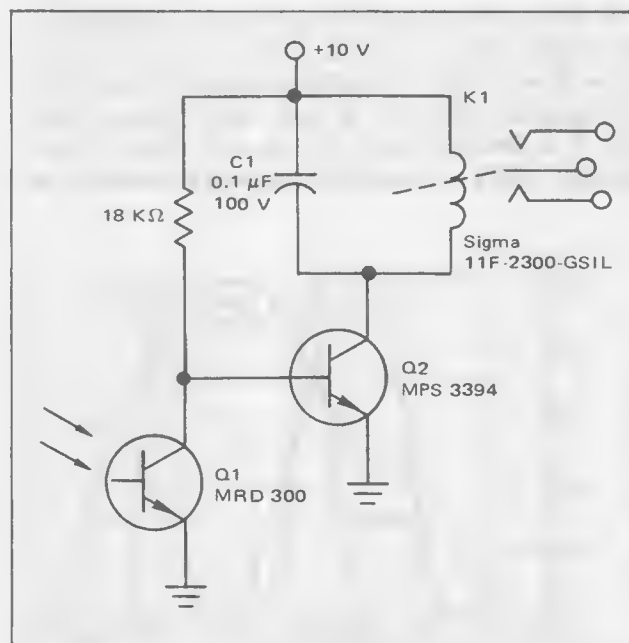 +10 V
K1
C1
0.1 µF
100 V
18 KΩ
Sigma
11F-2300-GSIL
Q2
MPS 3394
Q1
MRD 300